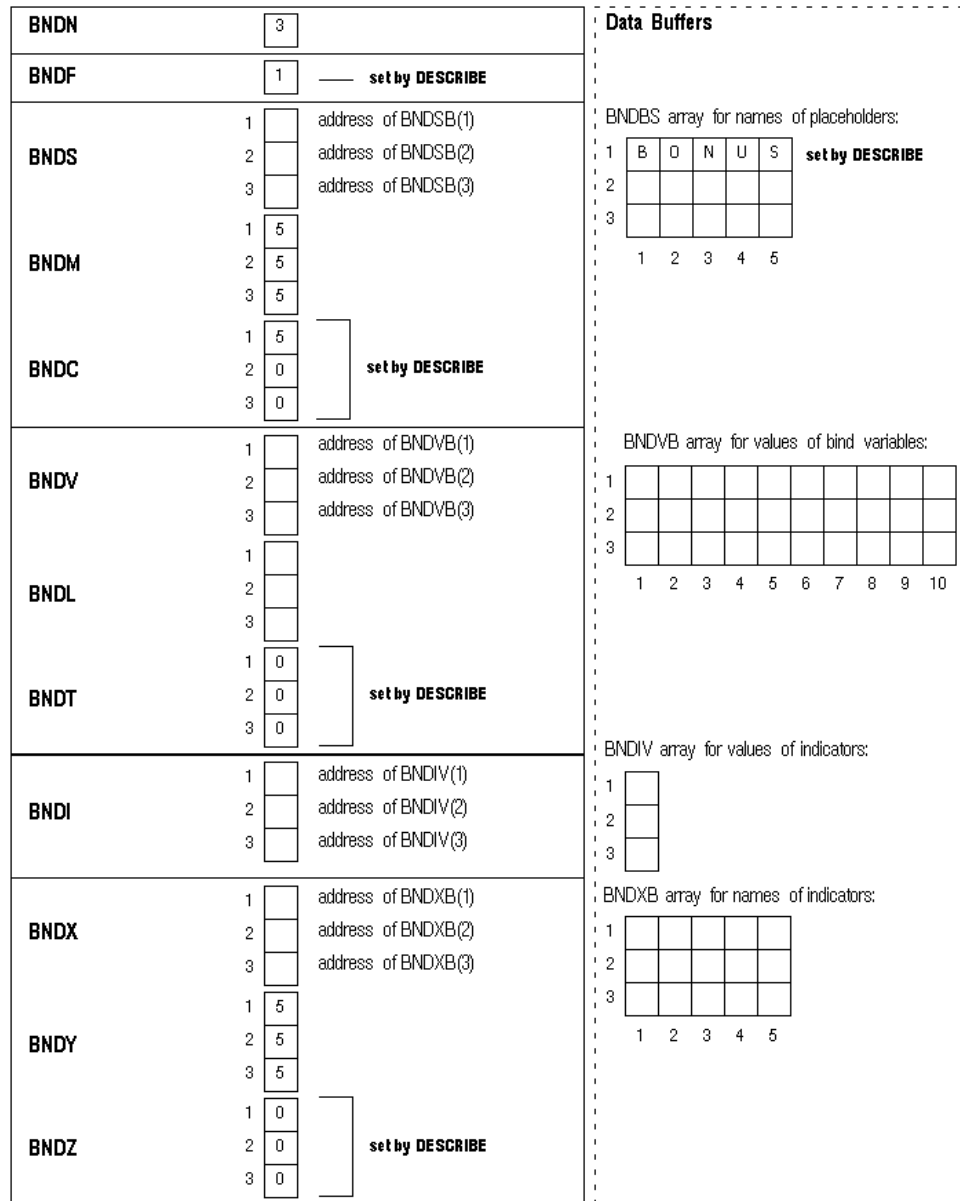 BNDN 3
BNDF 1 set by DESCRIBE
BNDS
1 address of BNDSB(1)
2 address of BNDSB(2)
3 address of BNDSB(3)
BNDM
1 5
2 5
3 5
BNDC
1 5
2 0
3 0
set by DESCRIBE
BNDV
1 address of BNDVB(1)
2 address of BNDVB(2)
3 address of BNDVB(3)
BNDL
1
2
3
BNDT
1 0
2 0
3 0
set by DESCRIBE
BNDI
1 address of BNDIV(1)
2 address of BNDIV(2)
3 address of BNDIV(3)
BNDX
1 address of BNDXB(1)
2 address of BNDXB(2)
3 address of BNDXB(3)
BNDY
1 5
2 5
3 5
BNDZ
1 0
2 0
3 0
set by DESCRIBE
Data Buffers
BNDBS array for names of placeholders:
1 B O N U S set by DESCRIBE
2
3
1 2 3 4 5
BNDVB array for values of bind variables:
1
2
3
1 2 3 4 5 6 7 8 9 10
BNDIV array for values of indicators:
1
2
3
BNDXB array for names of indicators:
1
2
3
1 2 3 4 5